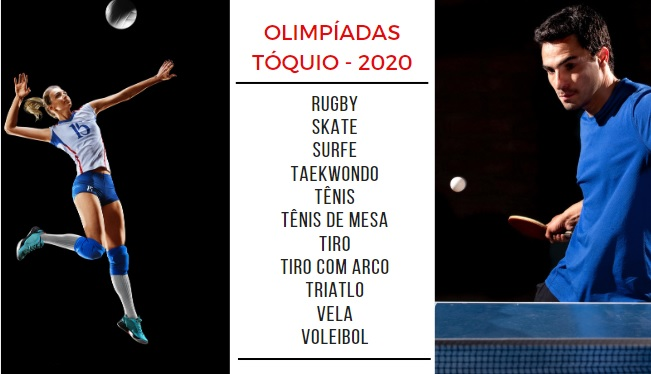 OLIMPÍADAS
TÓQUIO - 2020
RUGBY
SKATE
SURFE
TAEKWONDO
TÊNIS
TÊNIS DE MESA
TIRO
TIRO COM ARCO
TRIATLO
VELA
VOLEIBOL
15